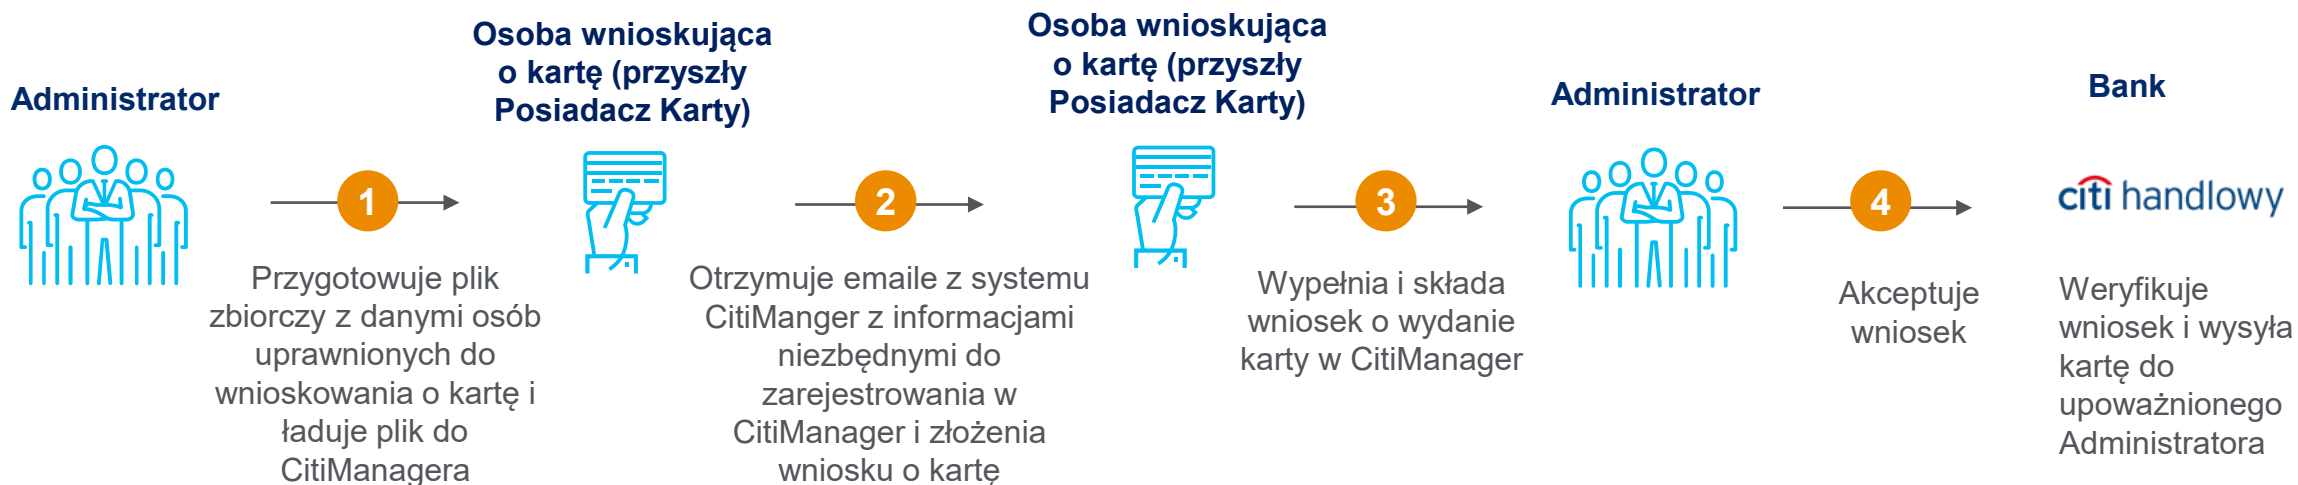 Administrator
1
Przygotowuje plik
zbiorczy z danymi osób
uprawnionych do
wnioskowania o kartę i
ładuje plik do
CitiManagera
Osoba wnioskująca
o kartę (przyszły
Posiadacz Karty)
2
Otrzymuje emaile z systemu
CitiManger z informacjami
niezbędnymi do
zarejestrowania w
CitiManager i złożenia
wniosku o kartę
Osoba wnioskująca
o kartę (przyszły
Posiadacz Karty)
3
Wypełnia i składa
wniosek o wydanie
karty w CitiManager
Administrator
4
Akceptuje
wniosek
Bank
citi handlowy
Weryfikuje
wniosek i wysyła
kartę do
upoważnionego
Administratora